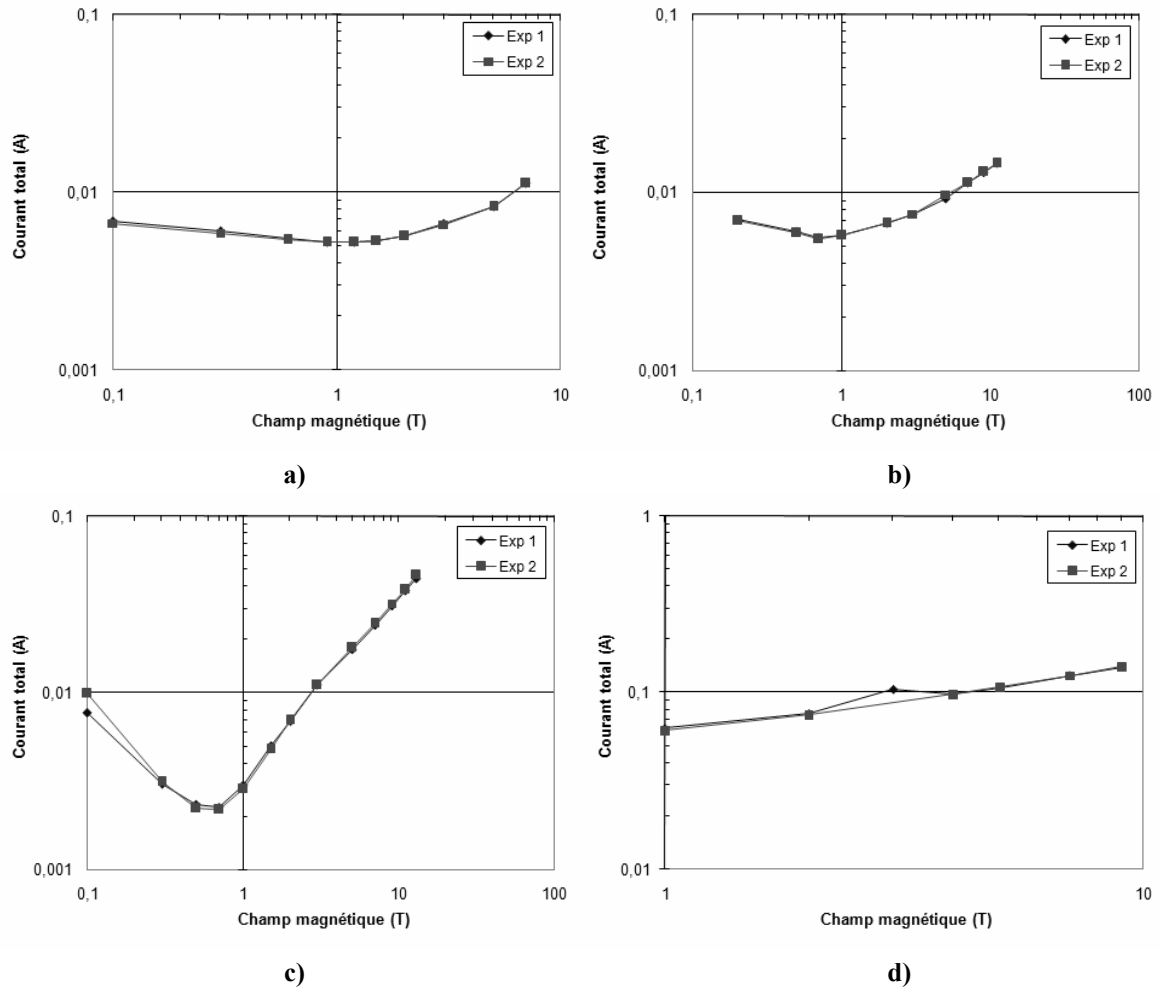 0,1
Exp 1
Exp 2
Courant total (A)
0,01
0,001
0,1 1 10
Champ magnétique (T)
a)
0,1
Exp 1
Exp 2
Courant total (A)
0,01
0,001
0,1 1 10 100
Champ magnétique (T)
b)
0,1
Exp 1
Exp 2
Courant total (A)
0,01
0,001
0,1 1 10 100
Champ magnétique (T)
c)
1
Exp 1
Exp 2
Courant total (A)
0,1
0,01
1 10
Champ magnétique (T)
d)